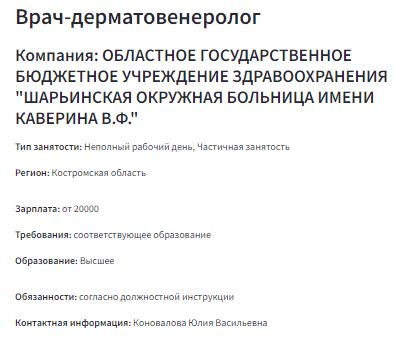 Врач-дерматовенеролог
Компания: ОБЛАСТНОЕ ГОСУДАРСТВЕННОЕ
БЮДЖЕТНОЕ УЧРЕЖДЕНИЕ ЗДРАВООХРАНЕНИЯ
"ШАРЬИНСКАЯ ОКРУЖНАЯ БОЛЬНИЦА ИМЕНИ
КАВЕРИНА В.Ф."
Тип занятости: Неполный рабочий день, Частичная занятость
Регион: Костромская область
Зарплата: от 20000
Требования: соответствующее образование
Образование: Высшее
Обязанности: согласно должностной инструкции
Контактная информация: Коновалова Юлия Васильевна